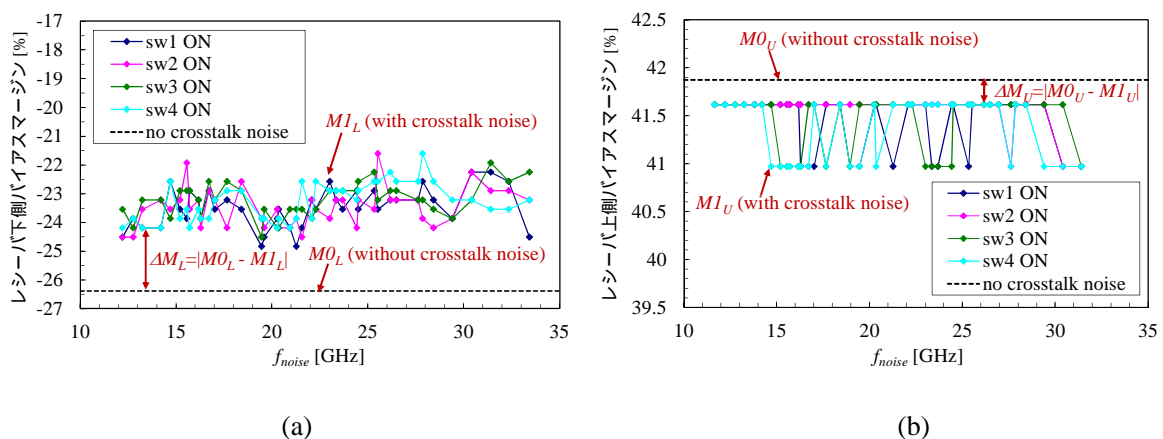 レシーバ下側バイアスマージン [%]
-17
-18
-19
-20
-21
-22
-23
-24
-25
-26
-27
sw1 ON
sw2 ON
sw3 ON
sw4 ON
no crosstalk noise
M1L (with crosstalk noise)
ΔML=|M0L - M1L|
M0L (without crosstalk noise)
10 15 20 25 30 35
fnoise [GHz]
(a)
レシーバ上側バイアスマージン [%]
42.5
42
41.5
41
40.5
40
39.5
M0U (without crosstalk noise)
ΔMU=|M0U - M1U|
M1U (with crosstalk noise)
sw1 ON
sw2 ON
sw3 ON
sw4 ON
no crosstalk noise
10 15 20 25 30 35
fnoise [GHz]
(b)